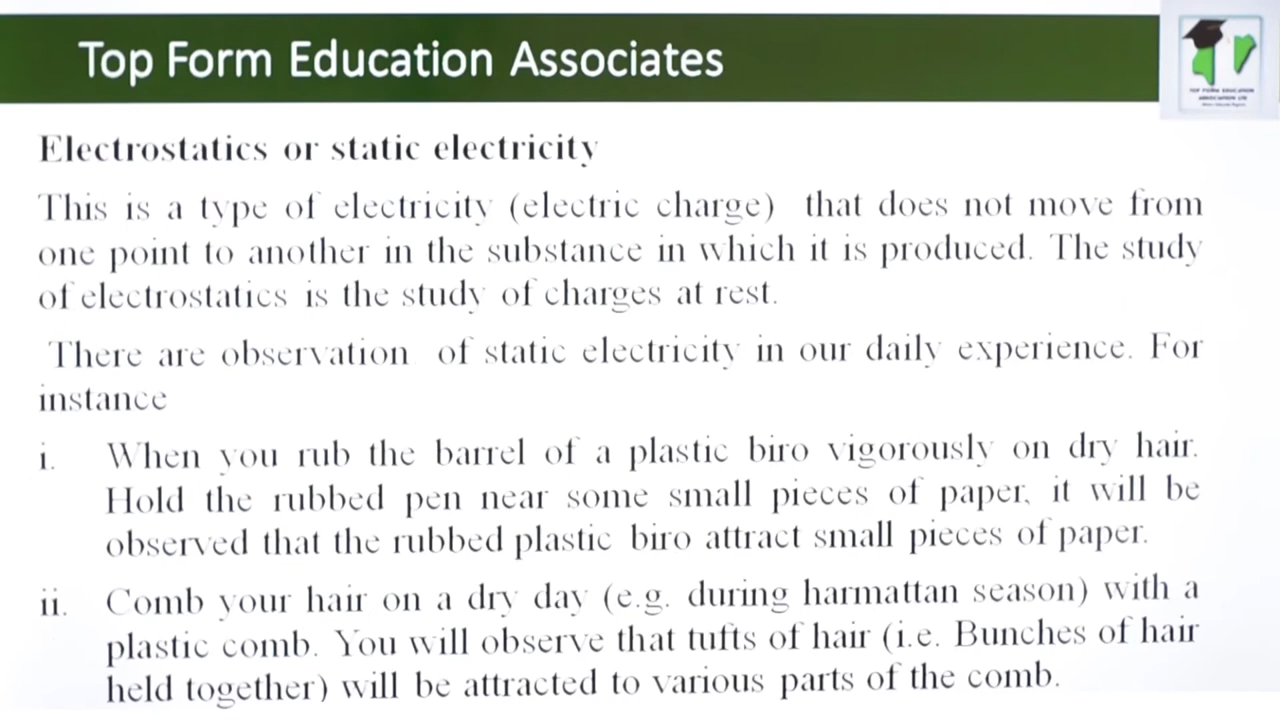 Top Form Education Associates
TOP FORM EDUCATION
ASSOCIATION LTD
Electrostatics or static electricity
This is a type of electricity (electric charge) that does not move from
one point to another in the substance in which it is produced. The study
of electrostatics is the study of charges at rest.
There are observation of static electricity in our daily experience. For
instance
i. When you rub the barrel of a plastic biro vigorously on dry hair.
Hold the rubbed pen near some small pieces of paper, it will be
observed that the rubbed plastic biro attract small pieces of paper.
ii. Comb your hair on a dry day (e.g. during harmattan season) with a
plastic comb. You will observe that tufts of hair (i.e. Bunches of hair
held together) will be attracted to various parts of the comb.